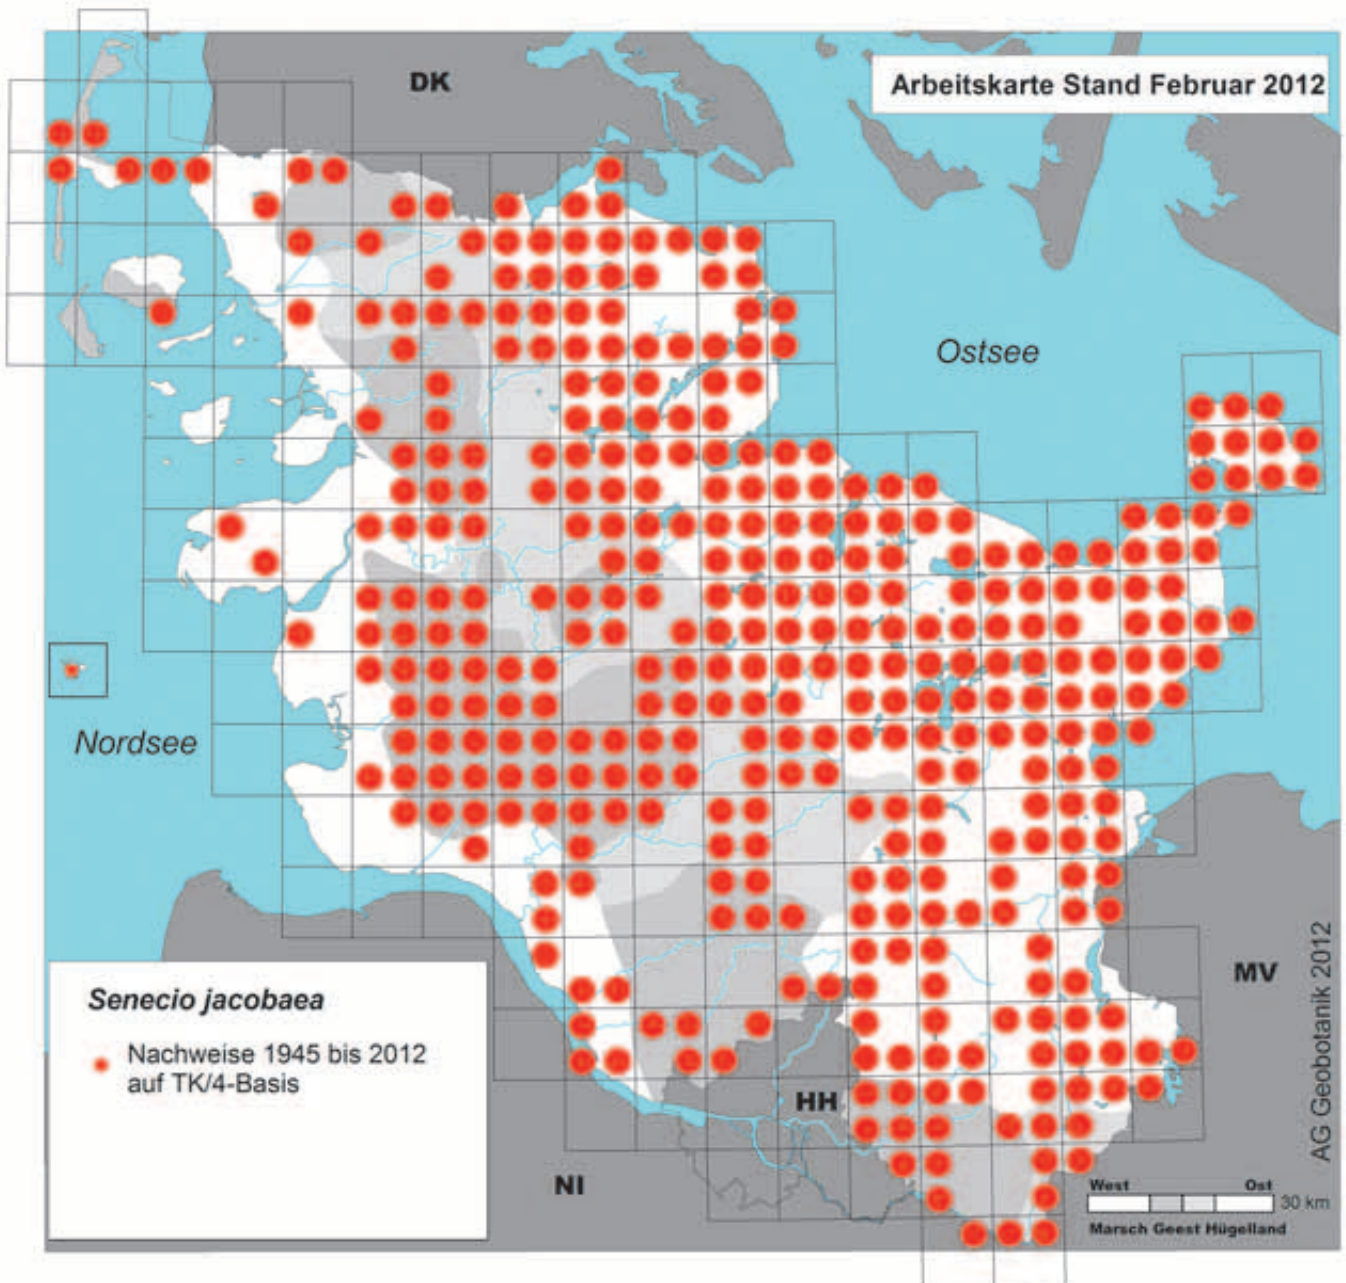 DK
Arbeitskarte Stand Februar 2012
Ostsee
Nordsee
MV
Senecio jacobaea
Nachweise 1945 bis 2012
auf TK/4-Basis
HH
NI
AG Geobotanik 2012
West Ost
30 km
Marsch Geest Hügelland